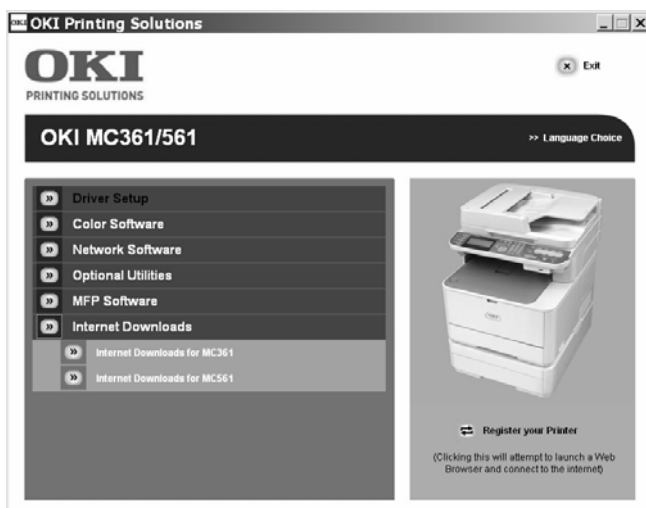 OKI OKI Printing Solutions
OKI
PRINTING SOLUTIONS
Exit
OKI MC361/561
>> Language Choice
Driver Setup
Color Software
Network Software
Optional Utilities
MFP Software
Internet Downloads
Internet Downloads for MC361
Internet Downloads for MC561
Register your Printer
(Clicking this will attempt to launch a Web
Browser and connect to the internet)